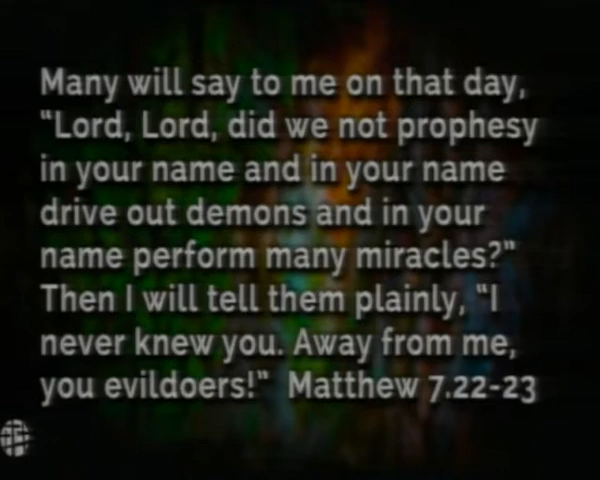 Many will say to me on that day,
“Lord, Lord, did we not prophesy
in your name and in your name
drive out demons and in your
name perform many miracles?”
Then I will tell them plainly, “I
never knew you. Away from me,
you evildoers!”  Matthew 7.22-23